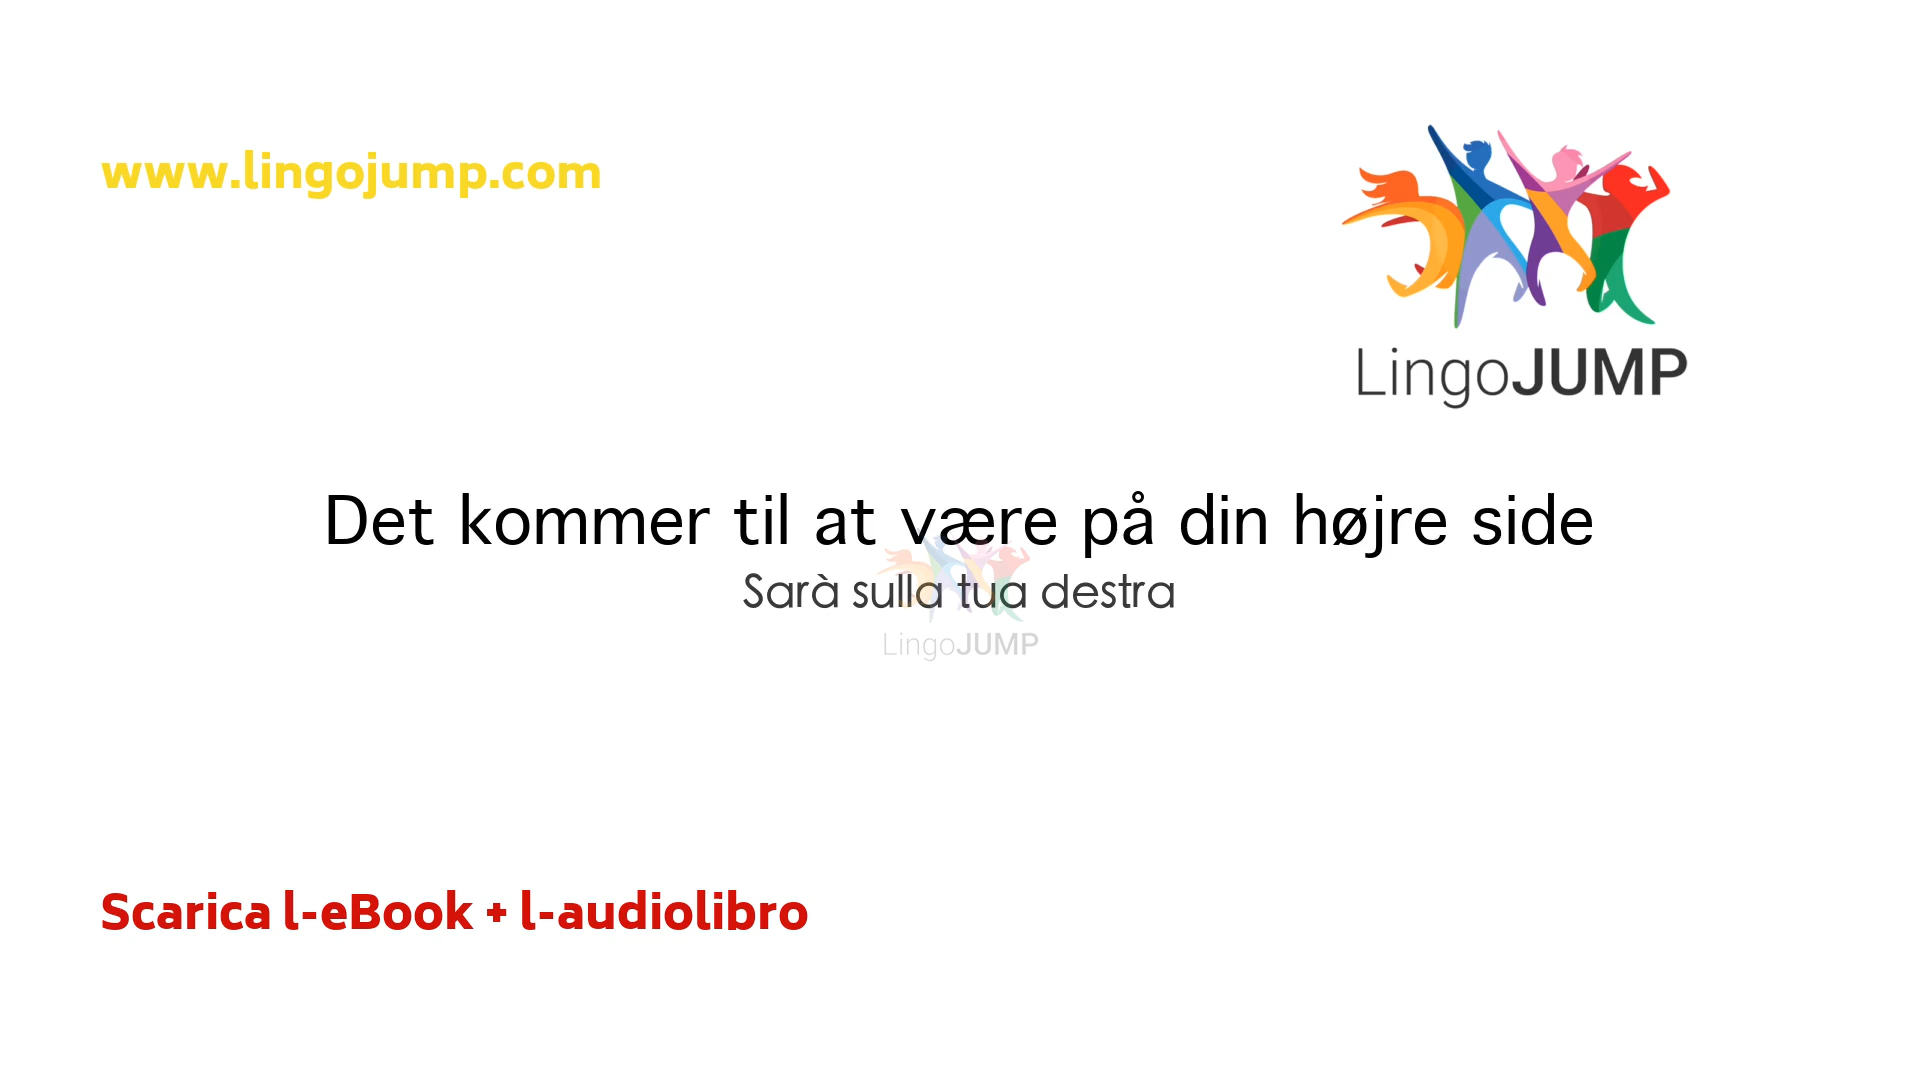 www.lingojump.com
LingoJUMP
Det kommer til at være på din højre side
Sarà sulla tua destra
LingoJUMP
Scarica l-eBook + l-audiolibro